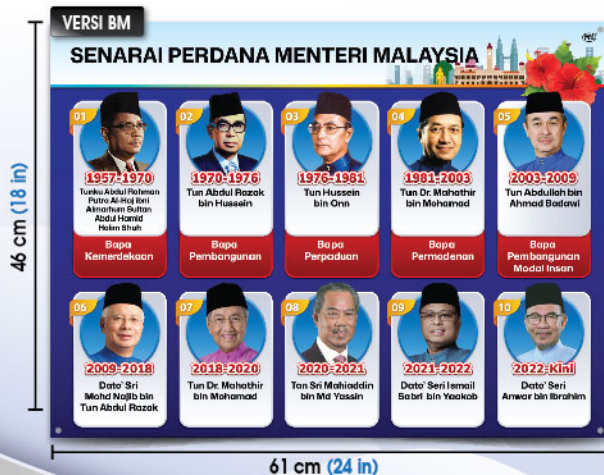 VERSI BM
SENARAI PERDANA MENTERI MALAYSIA
01
1957-1970
Tunku Abdul Rahman
Putra Al-Haj ibni
Almarhum Sultan
Abdul Hamid
Halim Shah
Bapa
Kemerdekaan
02
1970-1976
Tun Abdul Razak
bin Hussein
Bapa
Pembangunan
03
1976-1981
Tun Hussein
bin Onn
Bapa
Perpaduan
04
1981-2003
Tun Dr. Mahathir
bin Mohamad
Bapa
Permodenan
05
2003-2009
Tun Abdullah bin
Ahmad Badawi
Bapa
Pembangunan
Modal Insan
06
2009-2018
Dato' Sri
Mohd Najib bin
Tun Abdul Razak
07
2018-2020
Tun Dr. Mahathir
bin Mohamad
08
2020-2021
Tan Sri Mahiaddin
bin Md Yassin
09
2021-2022
Dato' Seri Ismail
Sabri bin Yaakob
10
2022-Kini
Dato' Seri
Anwar bin Ibrahim
46 cm (18 in)
61 cm (24 in)